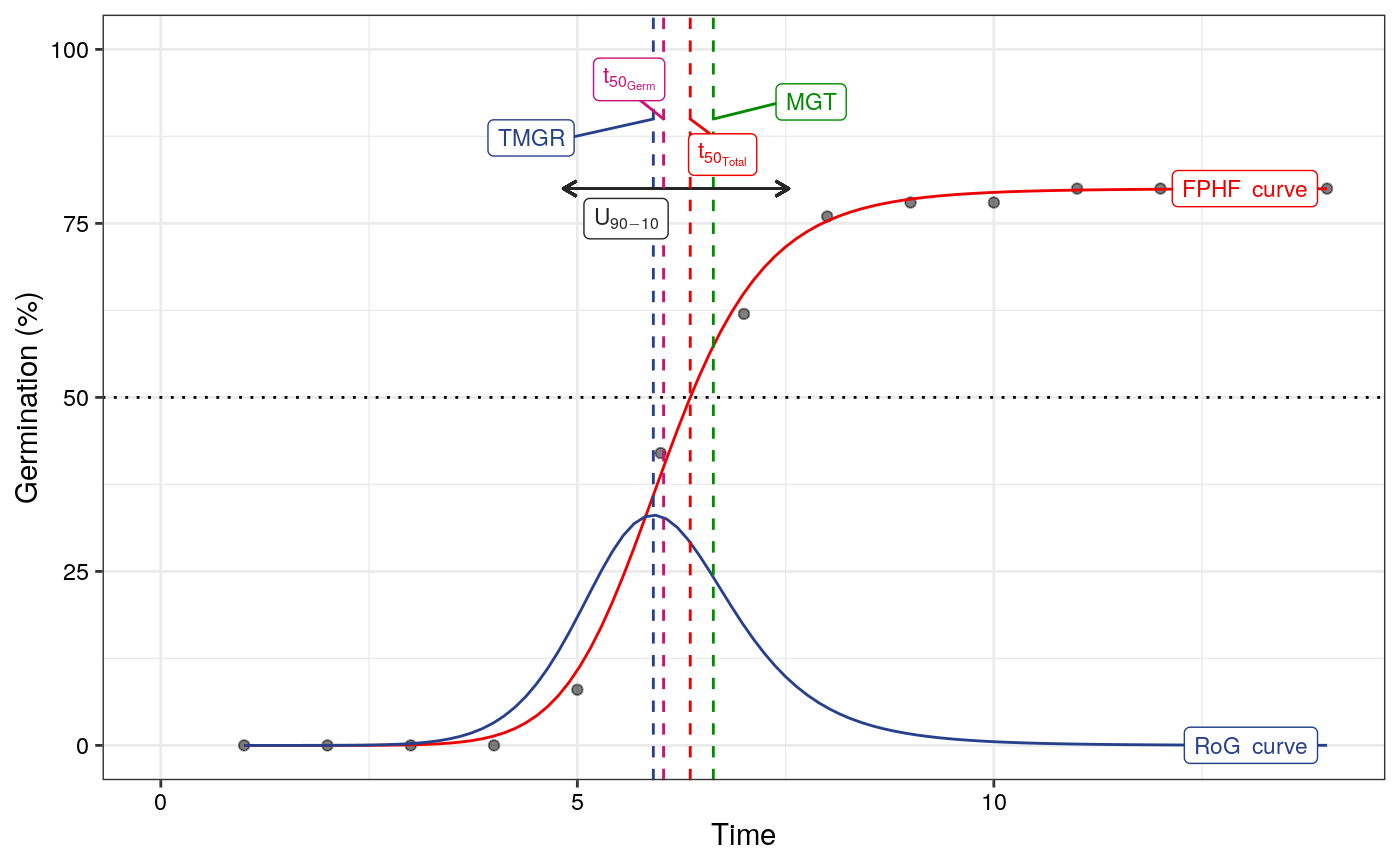 100
75
50
25
0
Germination (%)
t50Germ
MGT
TMGR
t50Total
U90−10
FPHF curve
RoG curve
0 5 10
Time